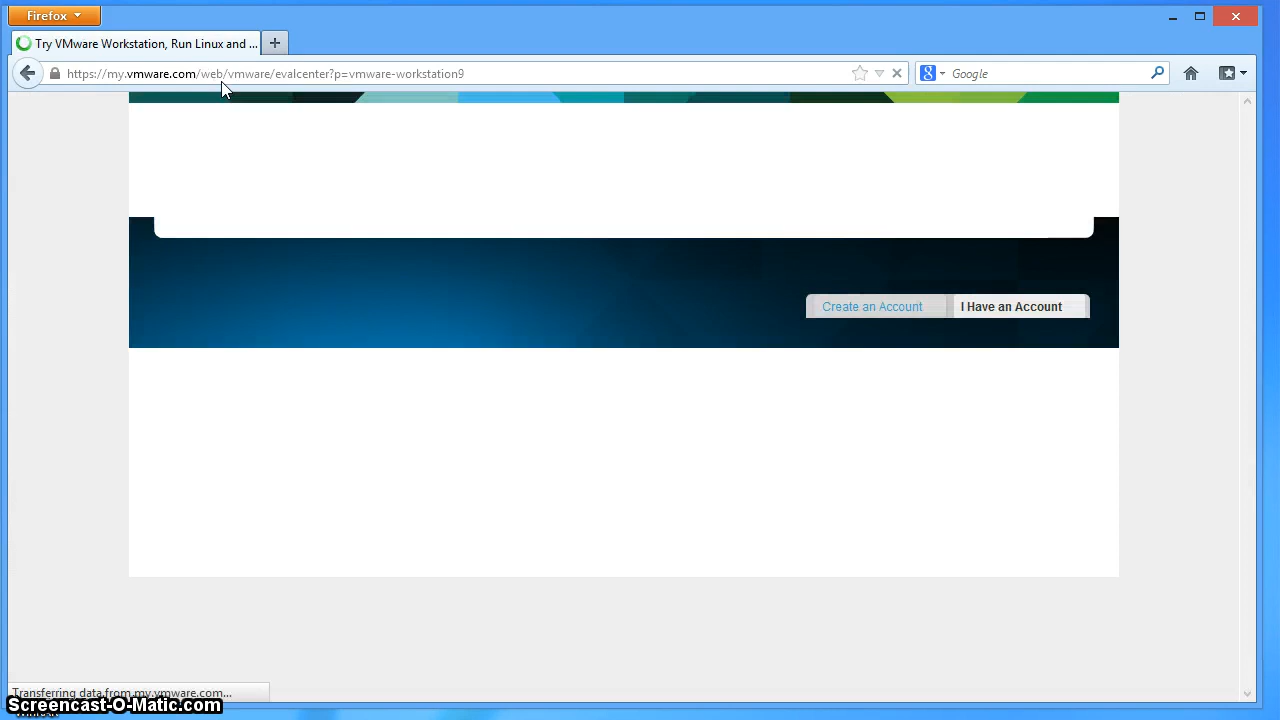 Firefox
Try VMware Workstation, Run Linux and ...
https://my.vmware.com/web/vmware/evalcenter?p=vmware-workstation9
Google
Create an Account
I Have an Account
Transferring data from my.vmware.com...
Screencast-O-Matic.com